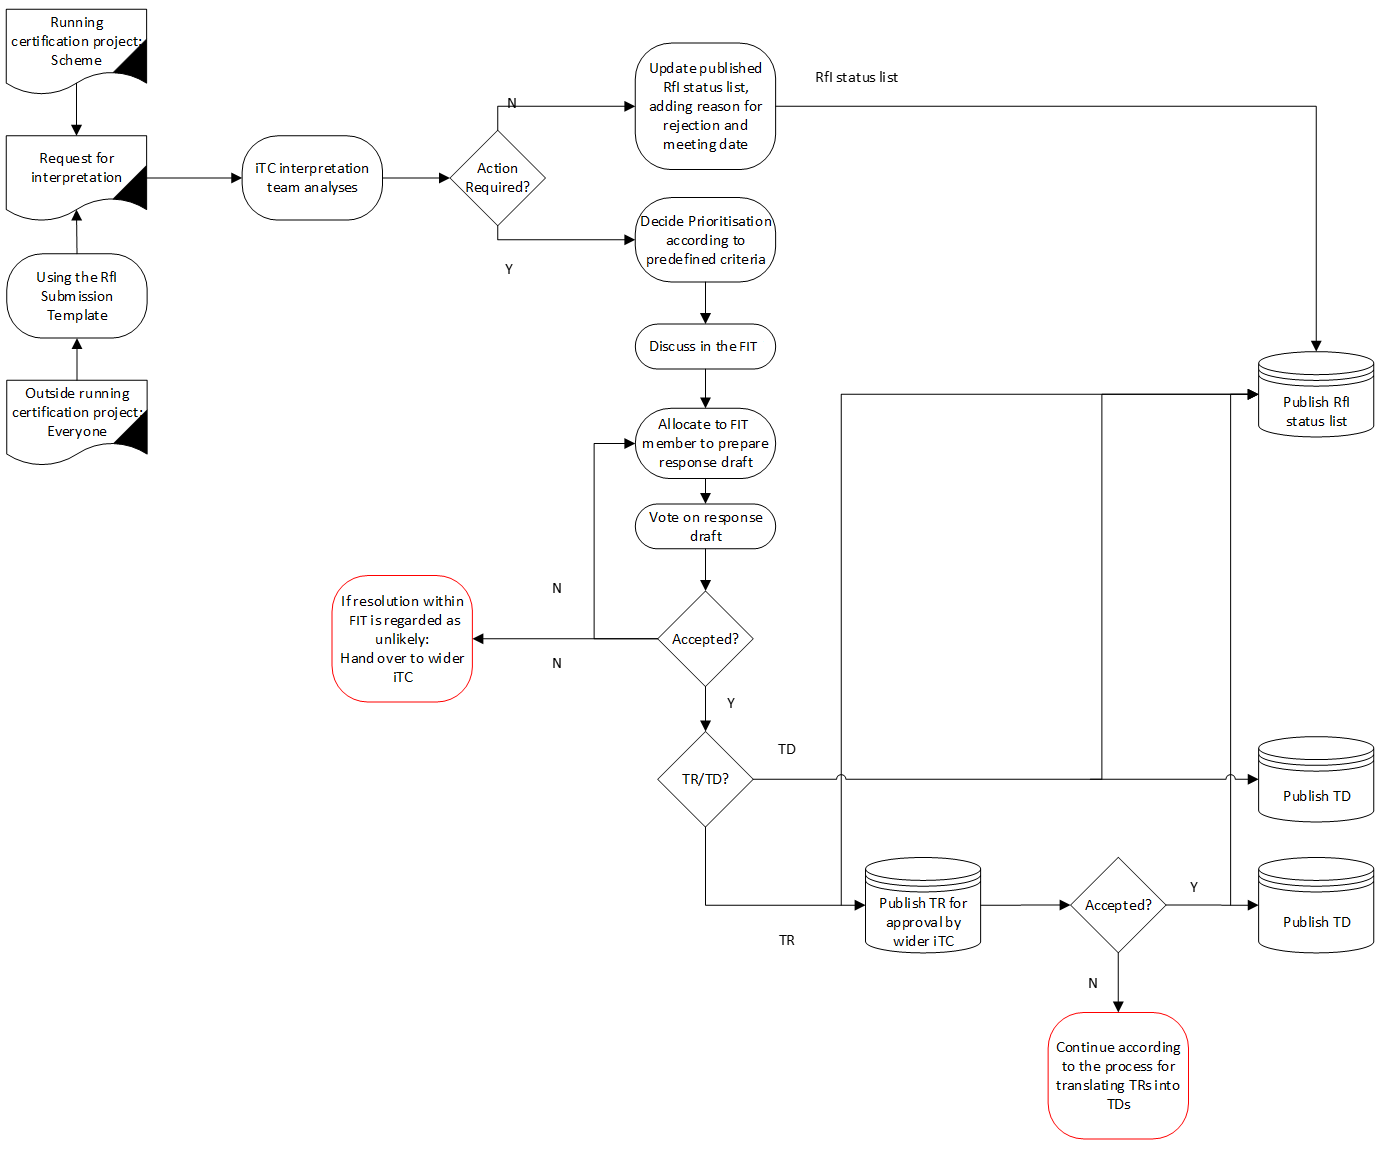 Running
certification project:
Scheme
Request for
interpretation
Using the RfI
Submission
Template
Outside running
certification project:
Everyone
iTC interpretation
team analyses
Action
Required?
N
Y
Update published
RfI status list,
adding reason for
rejection and
meeting date
RfI status list
Decide Prioritisation
according to
predefined criteria
Discuss in the FIT
Allocate to FIT
member to prepare
response draft
Vote on response
draft
N
If resolution within
FIT is regarded as
unlikely:
Hand over to wider
iTC
N
Accepted?
Y
TR/TD?
TD
TR
Publish RfI
status list
Publish TD
Publish TR for
approval by
wider iTC
Accepted?
Y
Publish TD
N
Continue according
to the process for
translating TRs into
TDs